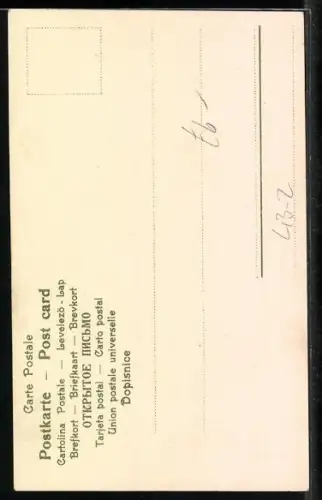 Carte Postale
Postkarte – Post card
Cartolina Postale – Levelező-Lap
Brefkort – Briefkaart – Brevkort
ОТКРЫТОЕ ПИСЬМО
Tarjeta postal – Carto postal
Union postale universelle
Dopisnice
43-2